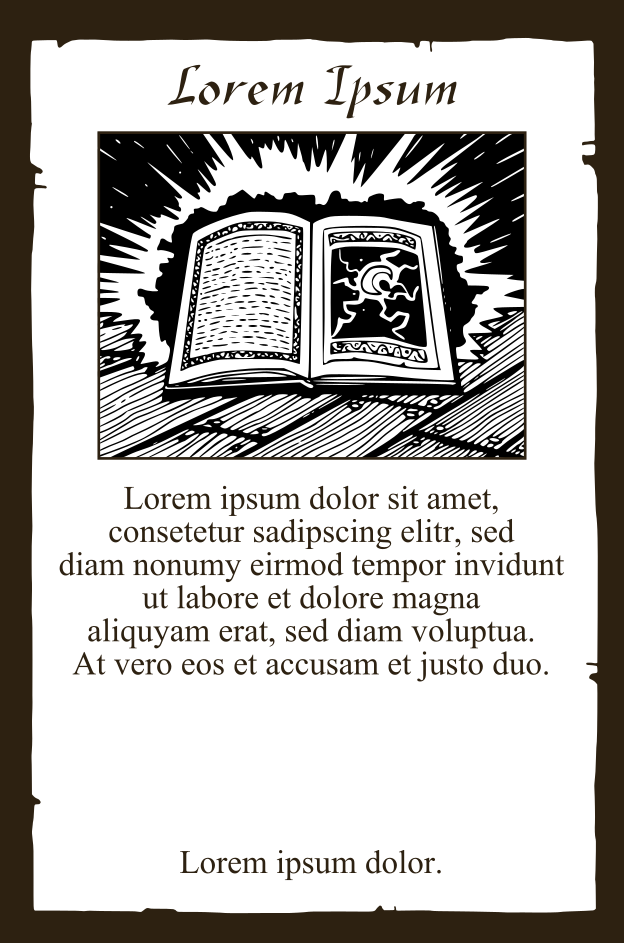 Lorem Ipsum
Lorem ipsum dolor sit amet,
consetetur sadipscing elitr, sed
diam nonumy eirmod tempor invidunt
ut labore et dolore magna
aliquyam erat, sed diam voluptua.
At vero eos et accusam et justo duo.
Lorem ipsum dolor.